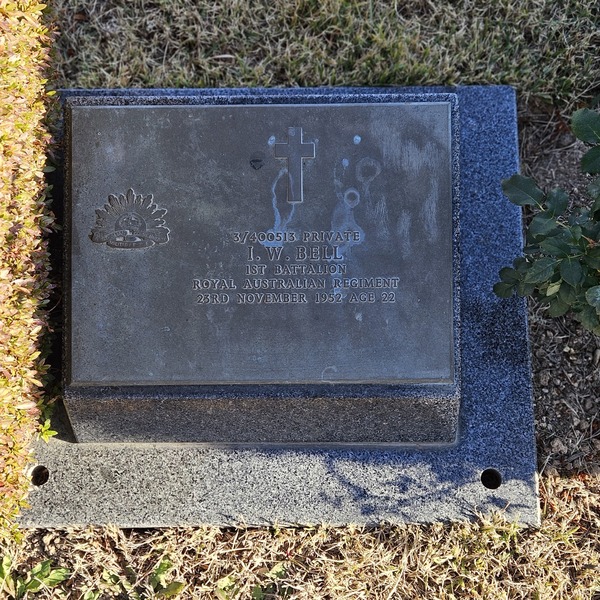 3/400513 PRIVATE
I. W. BELL
1ST BATTALION
ROYAL AUSTRALIAN REGIMENT
23RD NOVEMBER 1952 AGE 22